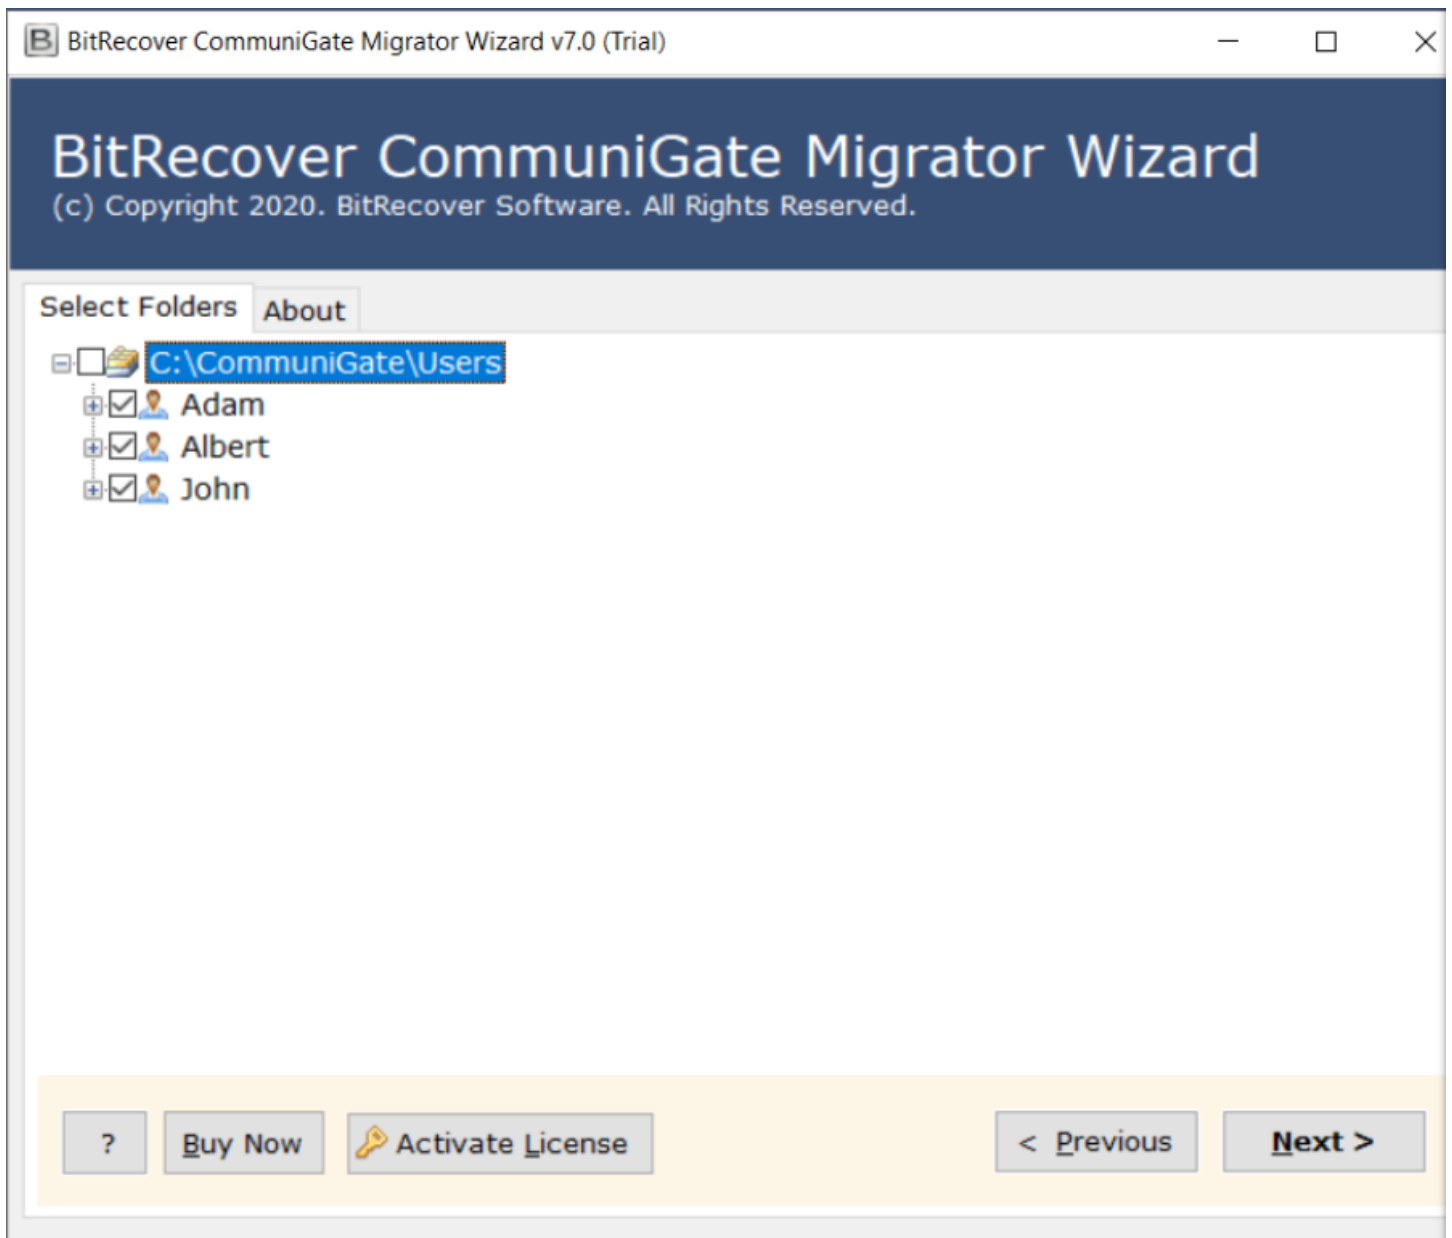 B BitRecover CommuniGate Migrator Wizard v7.0 (Trial)
BitRecover CommuniGate Migrator Wizard
(c) Copyright 2020. BitRecover Software. All Rights Reserved.
Select Folders About
C:\CommuniGate\Users
Adam
Albert
John
? Buy Now Activate License < Previous Next >